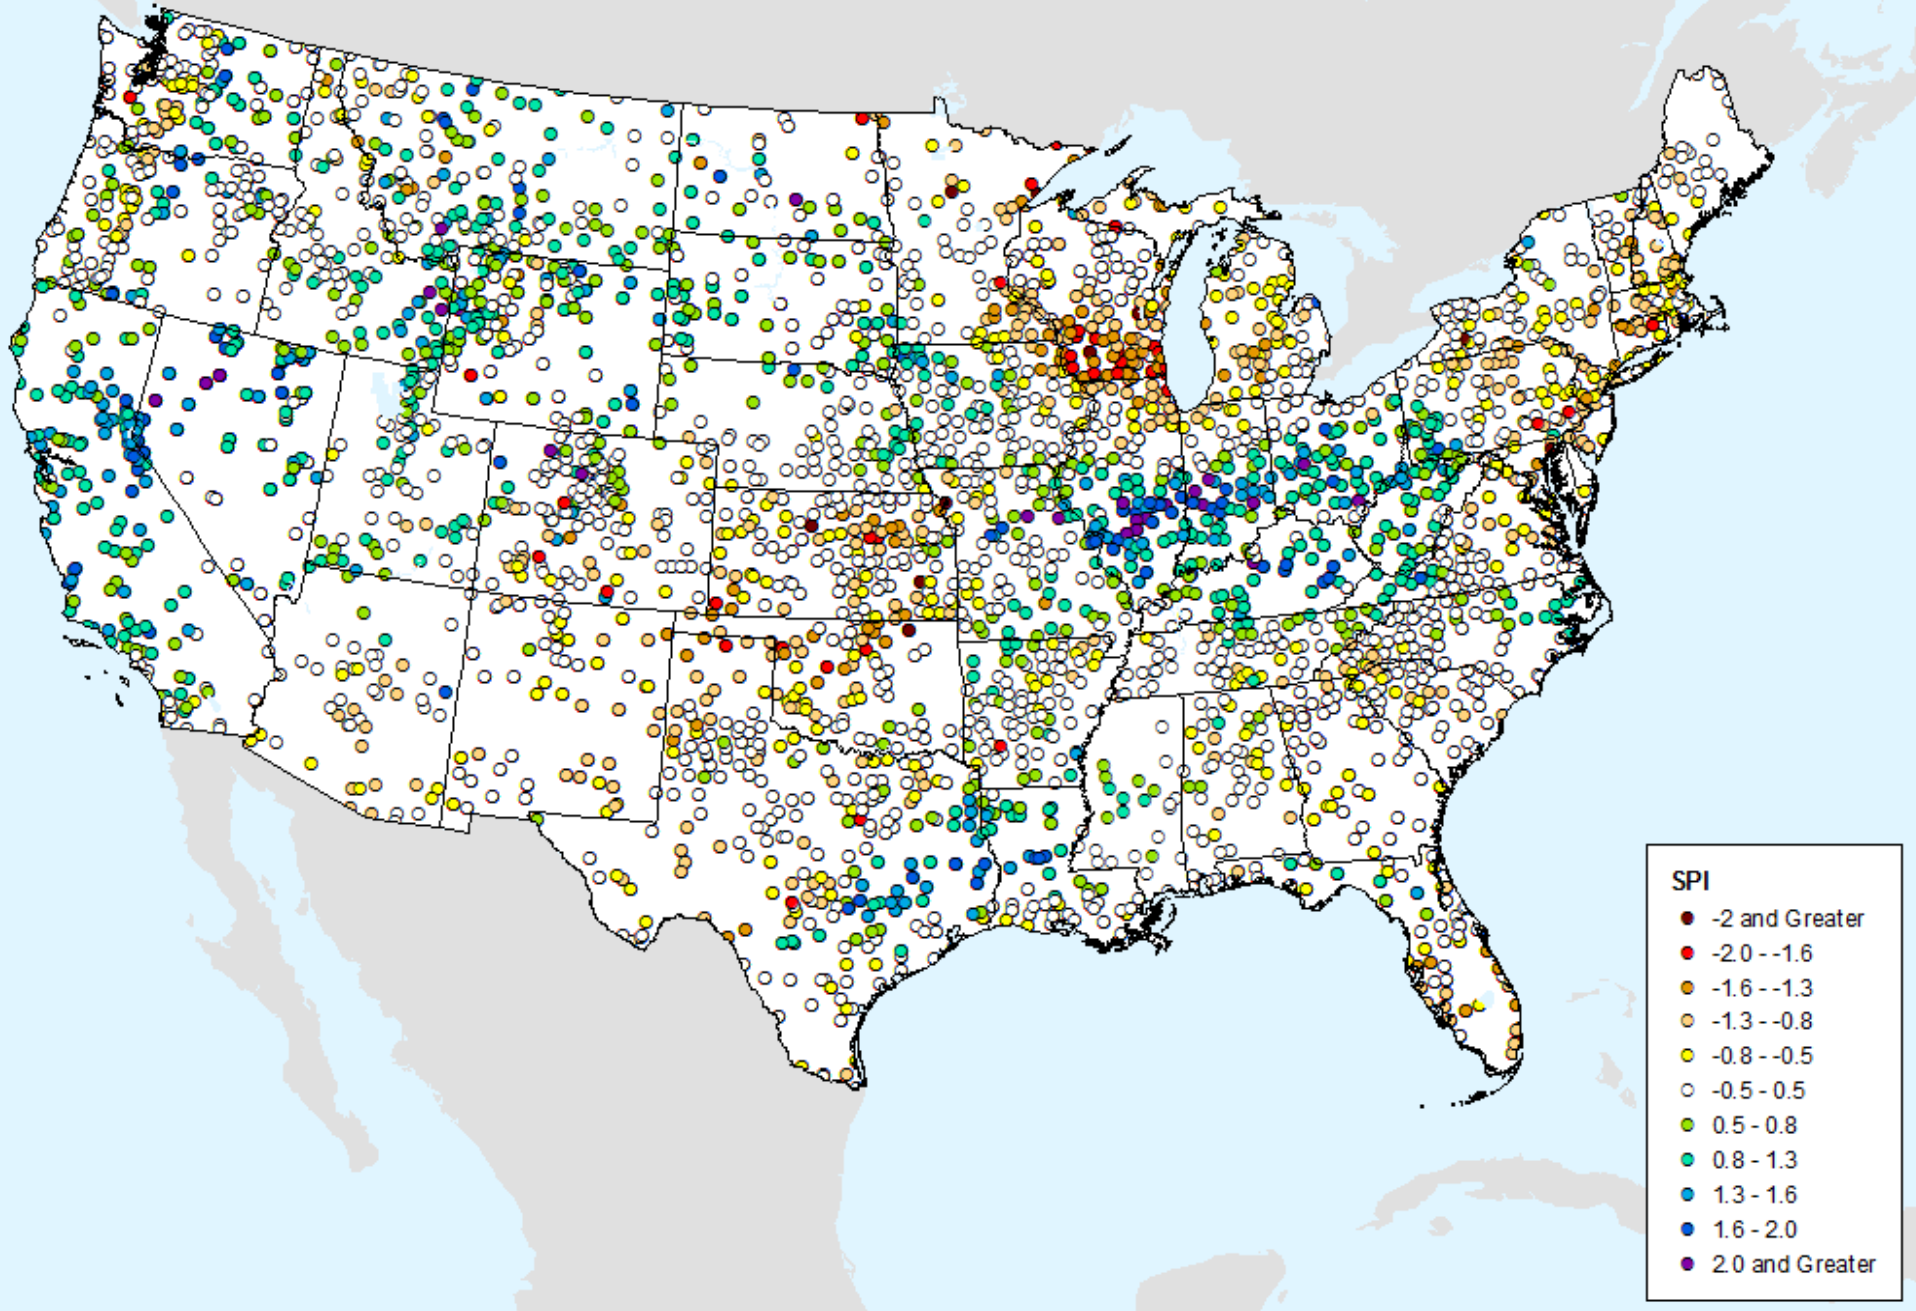 SPI
-2 and Greater
-2.0 - -1.6
-1.6 - -1.3
-1.3 - -0.8
-0.8 - -0.5
-0.5 - 0.5
0.5 - 0.8
0.8 - 1.3
1.3 - 1.6
1.6 - 2.0
2.0 and Greater